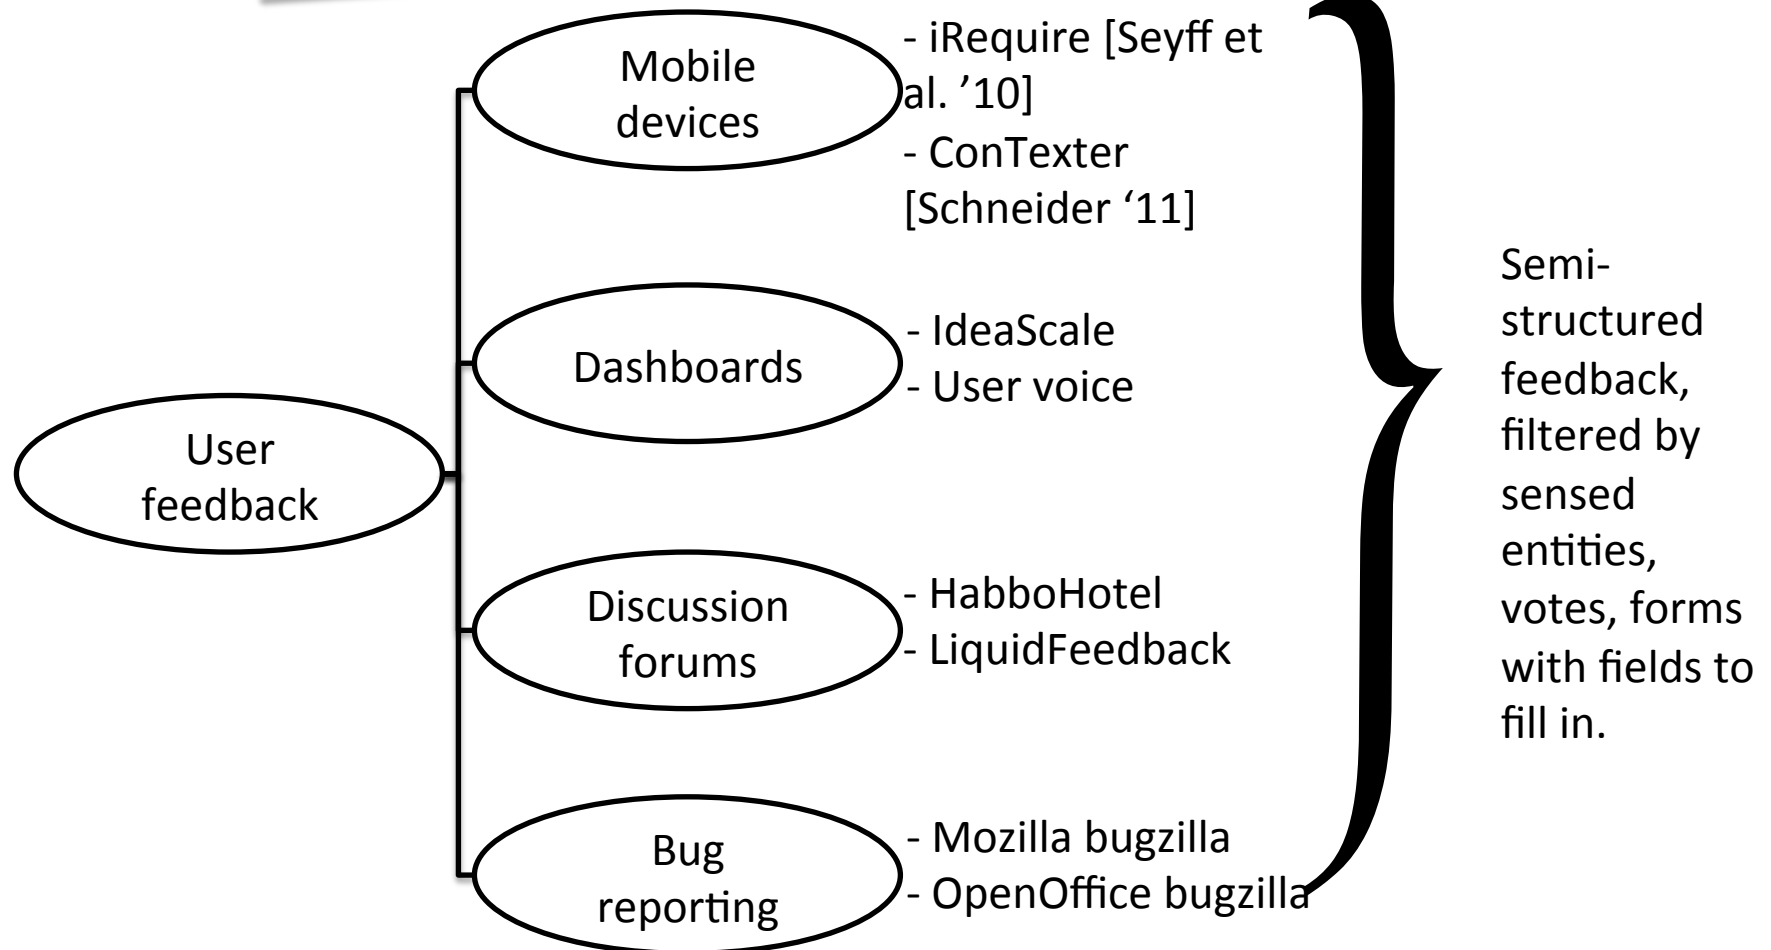 User
feedback
Mobile
devices
- iRequire [Seyff et
al. ’10]
- ConTexter
[Schneider ‘11]
Dashboards
- IdeaScale
- User voice
Discussion
forums
- HabboHotel
- LiquidFeedback
Bug
reporting
- Mozilla bugzilla
- OpenOffice bugzilla
Semi-
structured
feedback,
filtered by
sensed
entities,
votes, forms
with fields to
fill in.